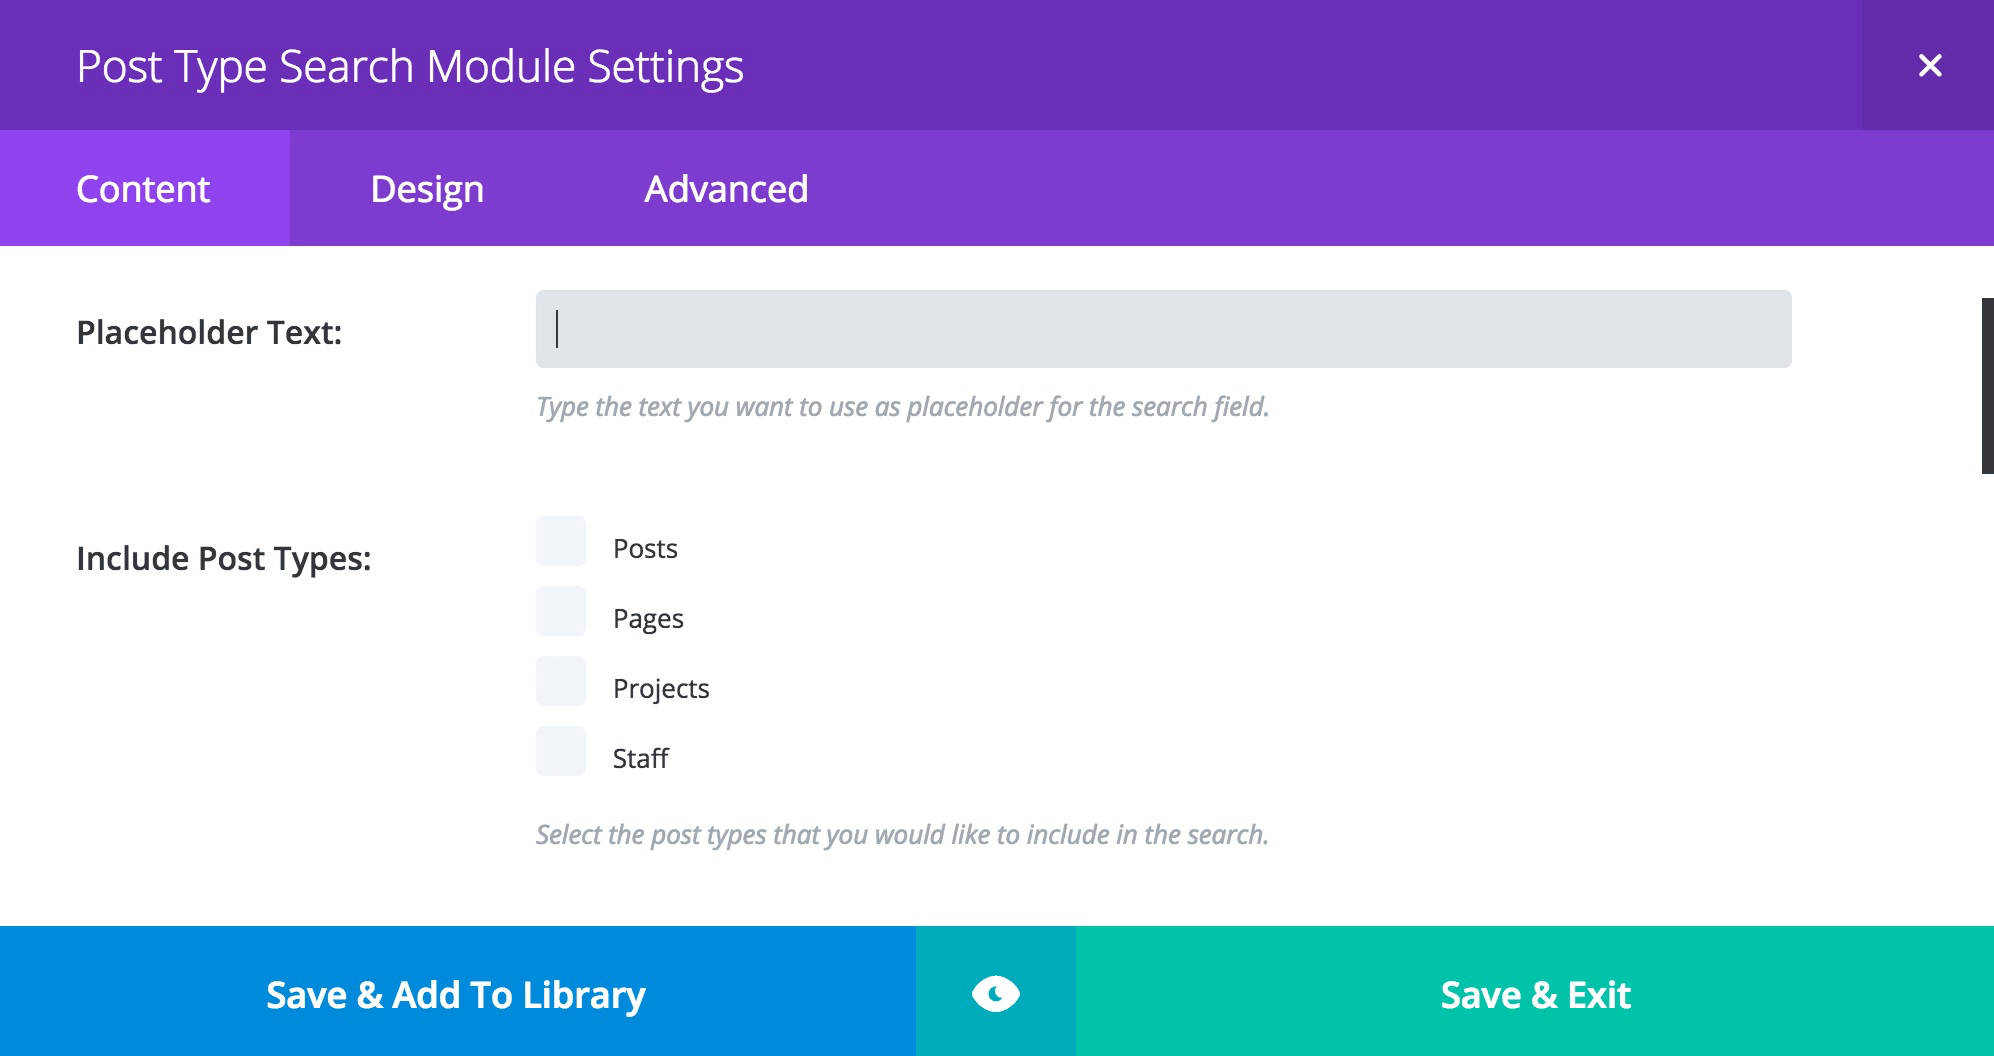 Post Type Search Module Settings
Content Design Advanced
Placeholder Text:
Type the text you want to use as placeholder for the search field.
Include Post Types:
Posts
Pages
Projects
Staff
Select the post types that you would like to include in the search.
Save & Add To Library
Save & Exit